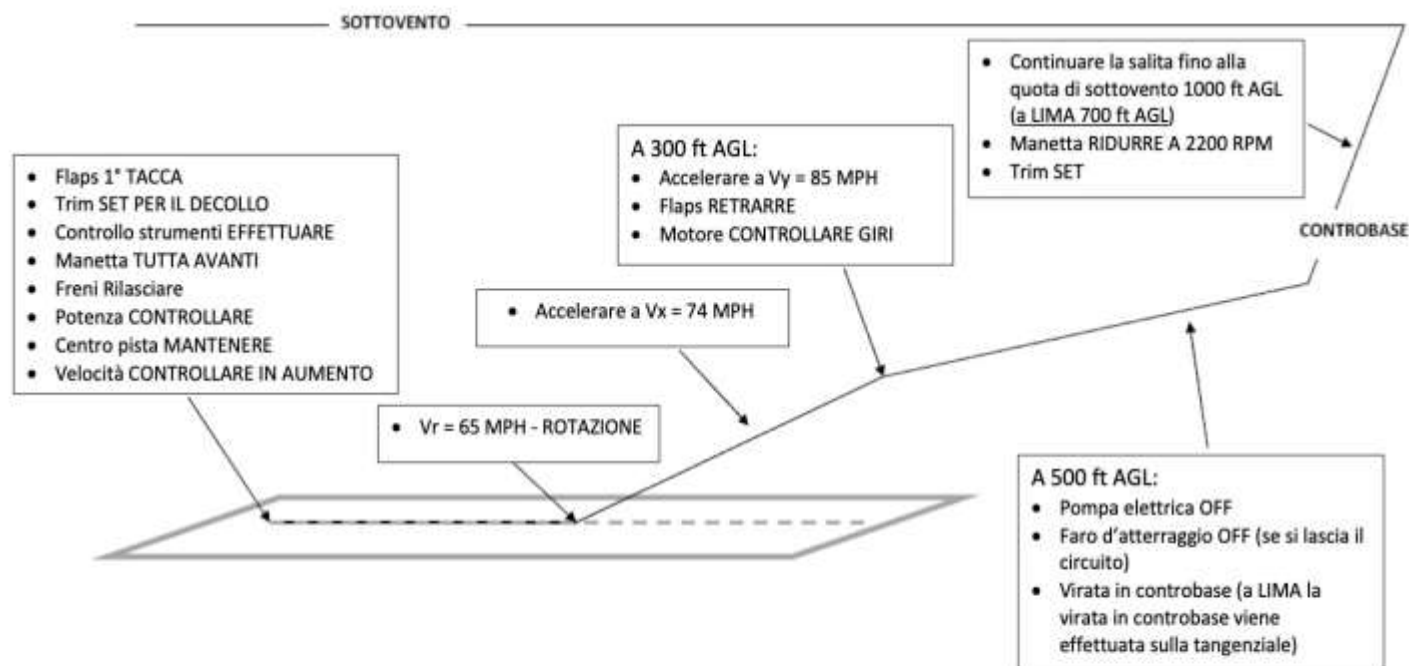 SOTTOVENTO
• Continuare la salita fino alla
quota di sottovento 1000 ft AGL
(a LIMA 700 ft AGL)
• Manetta RIDURRE A 2200 RPM
• Trim SET
A 300 ft AGL:
• Accelerare a Vy = 85 MPH
• Flaps RETRARRE
• Motore CONTROLLARE GIRI
• Flaps 1° TACCA
• Trim SET PER IL DECOLLO
• Controllo strumenti EFFETTUARE
• Manetta TUTTA AVANTI
• Freni Rilasciare
• Potenza CONTROLLARE
• Centro pista MANTENERE
• Velocità CONTROLLARE IN AUMENTO
CONTROBASE
• Accelerare a Vx = 74 MPH
• Vr = 65 MPH - ROTAZIONE
A 500 ft AGL:
• Pompa elettrica OFF
• Faro d'atterraggio OFF (se si lascia il
circuito)
• Virata in controbase (a LIMA la
virata in controbase viene
effettuata sulla tangenziale)